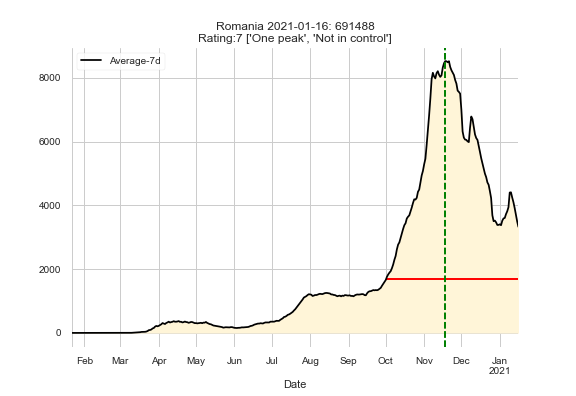 Romania 2021-01-16: 691488
Rating:7 ['One peak', 'Not in control']
Average-7d
8000
6000
4000
2000
0
Feb Mar Apr May Jun Jul Aug Sep Oct Nov Dec Jan
2021
Date